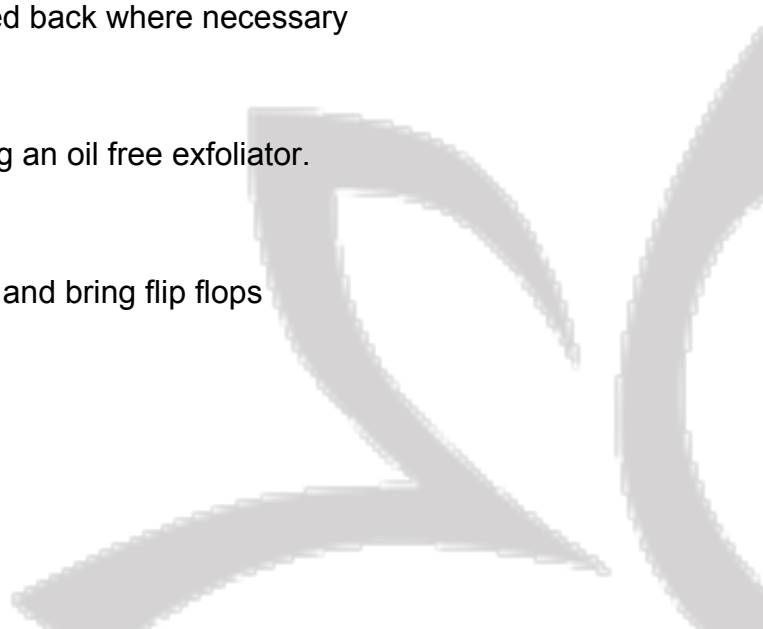 ed back where necessary
g an oil free exfoliator.
and bring flip flops